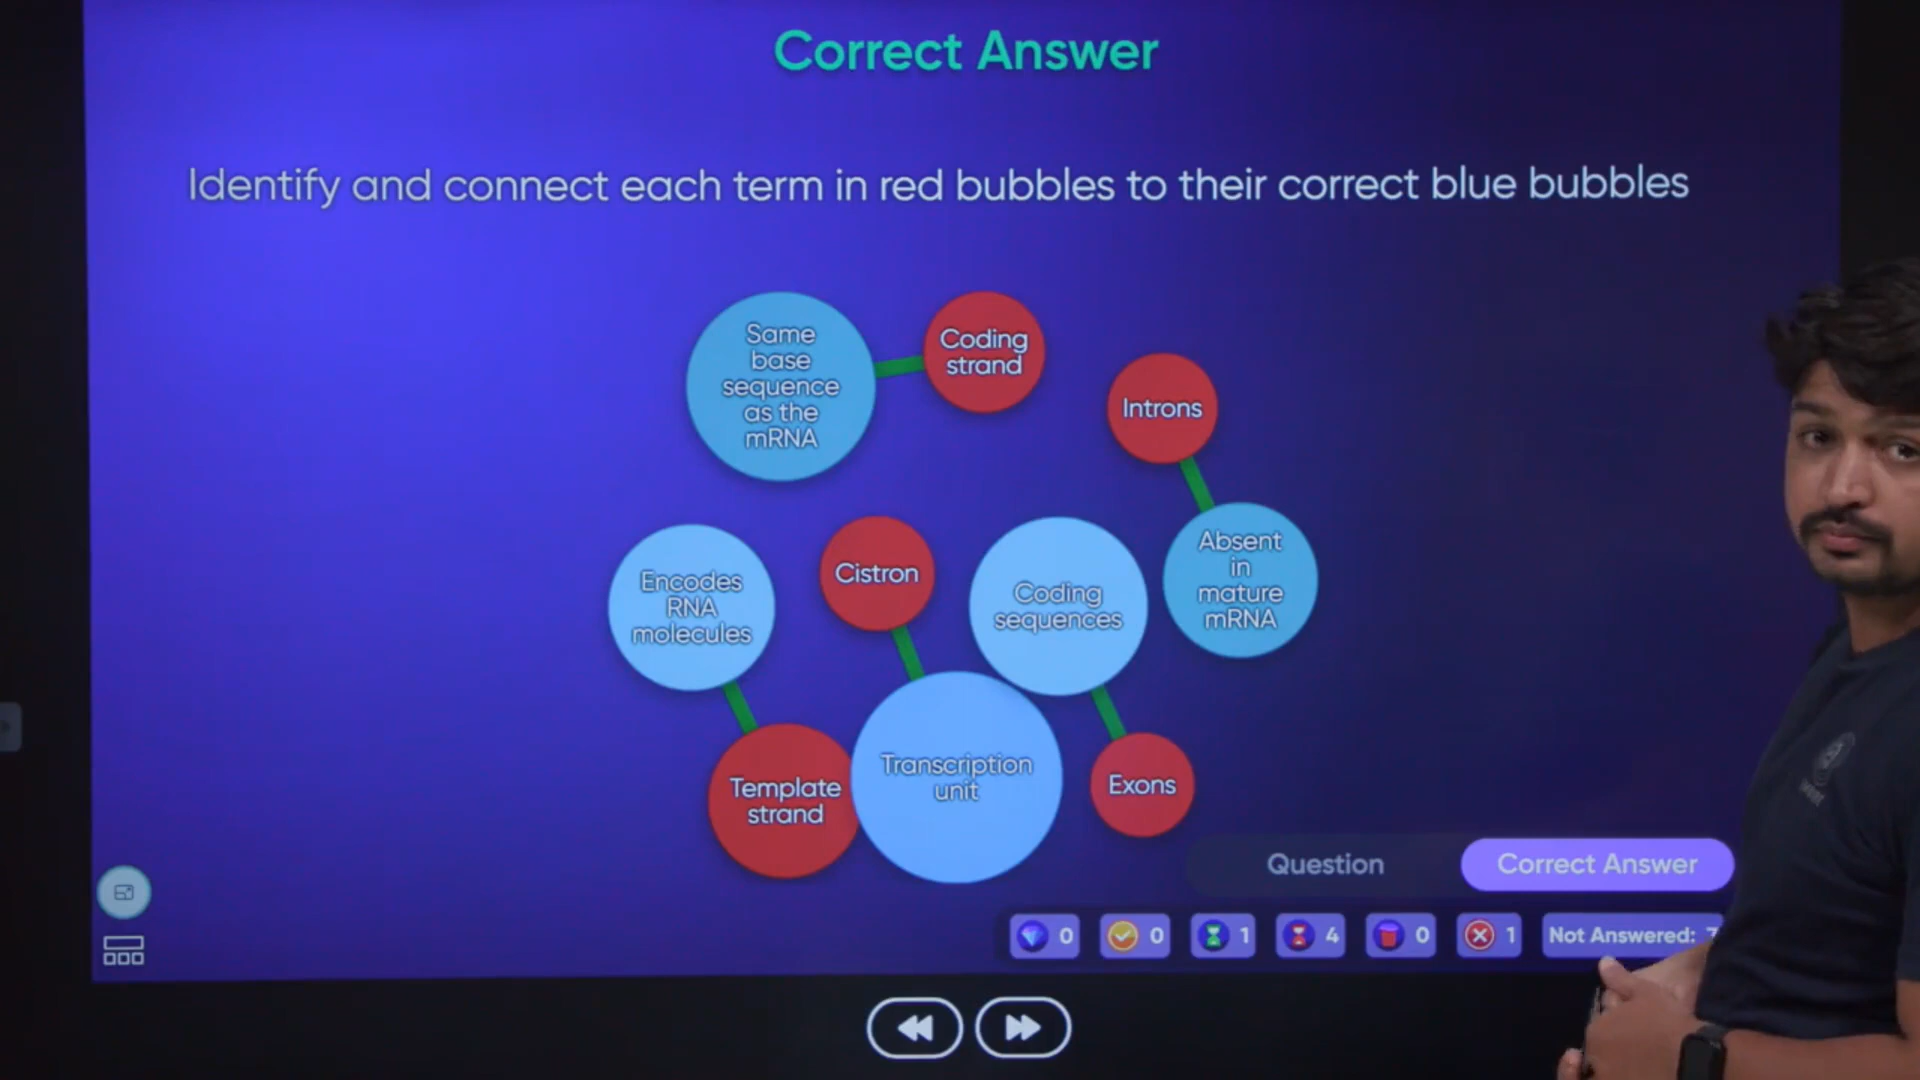 Correct Answer
Identify and connect each term in red bubbles to their correct blue bubbles
Same
base
sequence
as the
mRNA
Coding
strand
Introns
Encodes
RNA
molecules
Cistron
Coding
sequences
Absent
in
mature
mRNA
Template
strand
Transcription
unit
Exons
Question
Correct Answer
0
0
1
4
0
1
Not Answered: 7